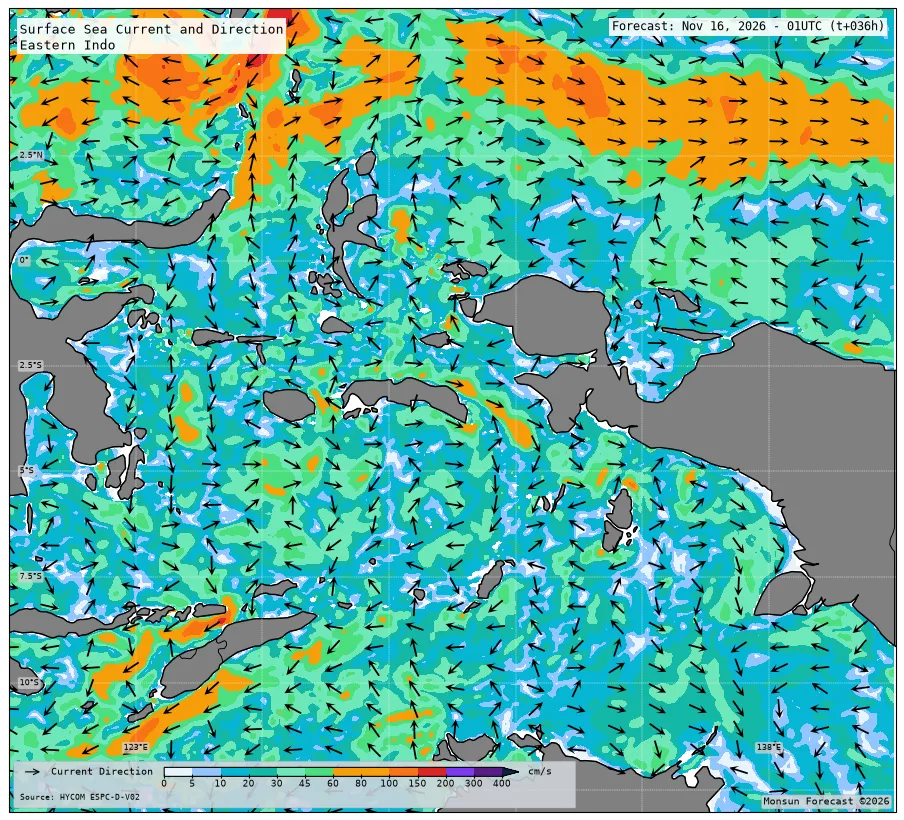 Surface Sea Current and Direction
Eastern Indo
Forecast: Nov 16, 2026 - 01UTC (t+036h)
2.5°N
0°
2.5°S
5°S
7.5°S
10°S
123°E
138°E
Current Direction
0 5 10 20 30 45 60 80 100 150 200 300 400
cm/s
Source: HYCOM ESPC-D-V02
Monsun Forecast ©2026